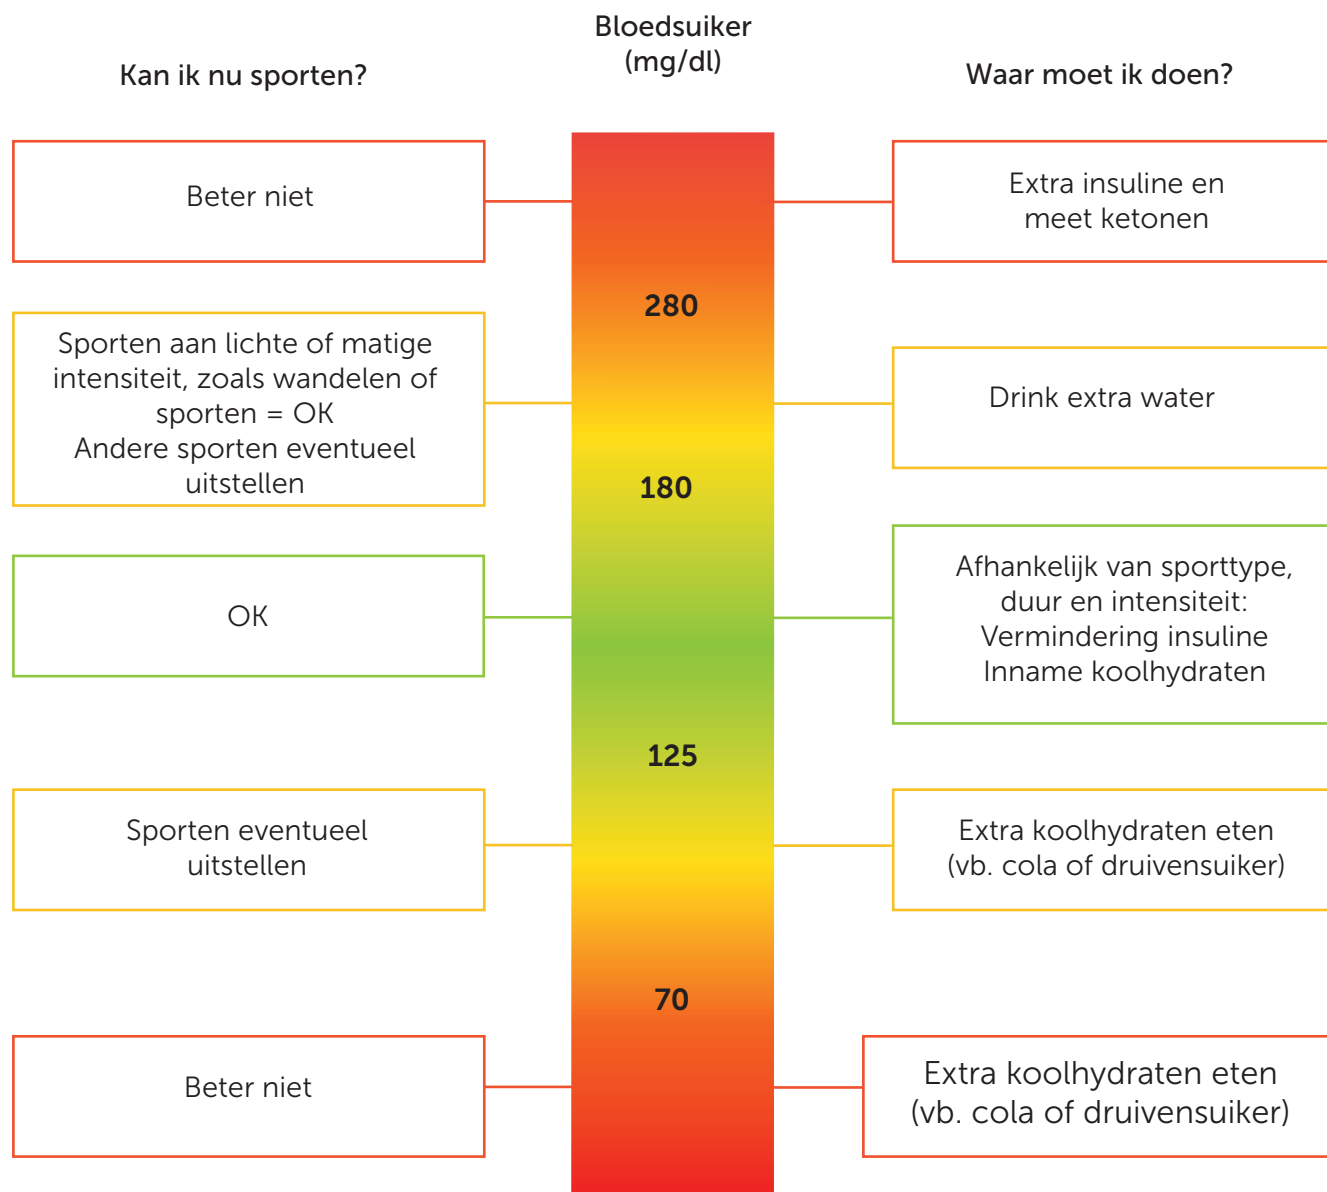 Kan ik nu sporten?
Bloedsuiker
(mg/dl)
Waar moet ik doen?
Beter niet
Extra insuline en
meet ketonen
280
Sporten aan lichte of matige
intensiteit, zoals wandelen of
sporten = OK
Andere sporten eventueel
uitstellen
Drink extra water
180
OK
Afhankelijk van sporttype,
duur en intensiteit:
Vermindering insuline
Inname koolhydraten
125
Sporten eventueel
uitstellen
Extra koolhydraten eten
(vb. cola of druivensuiker)
70
Beter niet
Extra koolhydraten eten
(vb. cola of druivensuiker)